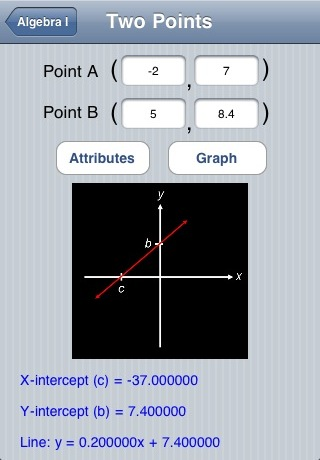 Algebra I
Two Points
Point A ( -2 , 7 )
Point B ( 5 , 8.4 )
Attributes Graph
y
b
x
c
X-intercept (c) = -37.000000
Y-intercept (b) = 7.400000
Line: y = 0.200000x + 7.400000